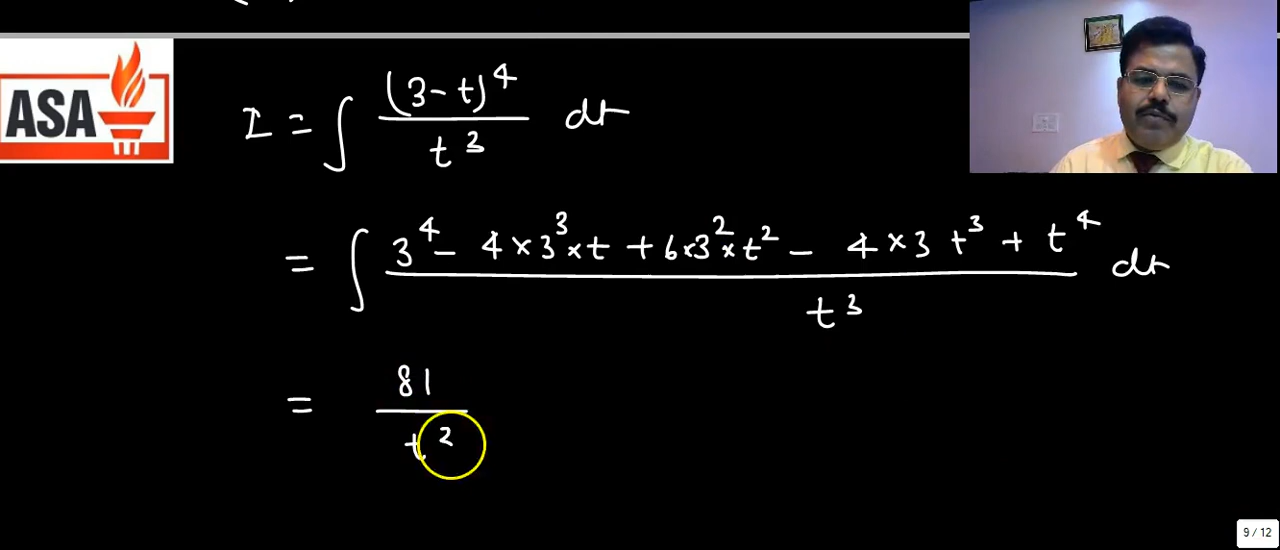 ASA
I = ∫ (3 - t)⁴ / t³ dt
= ∫ (3⁴ - 4 × 3³ × t + 6 × 3² × t² - 4 × 3 t³ + t⁴) / t³ dt
= 81 / t²
9 / 12